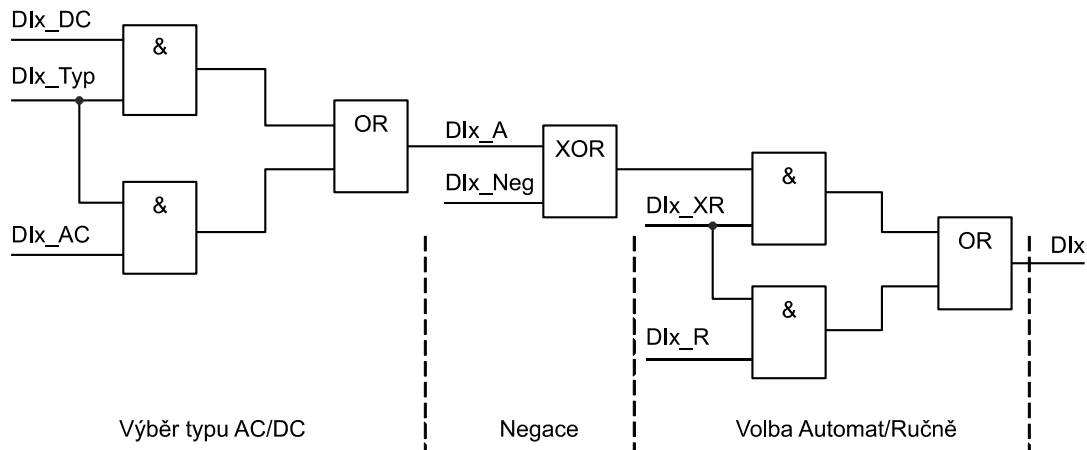 DIx_DC
&
DIx_Typ
OR
DIx_A
XOR
DIx_Neg
&
DIx_AC
&
DIx_XR
OR
DIx
&
DIx_R
Výběr typu AC/DC
Negace
Volba Automat/Ručně